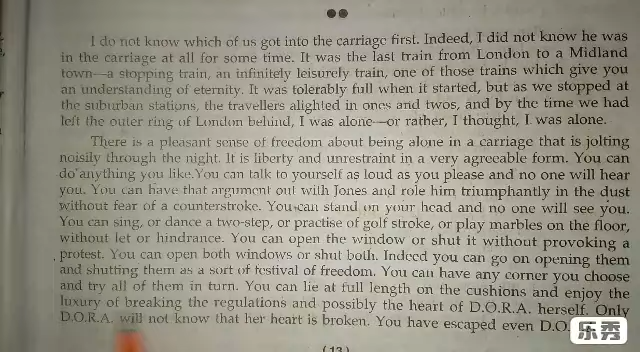 I do not know which of us got into the carriage first. Indeed, I did not know he was
in the carriage at all for some time. It was the last train from London to a Midland
town—a stopping train, an infinitely leisurely train, one of those trains which give you
an understanding of eternity. It was tolerably full when it started, but as we stopped at
the suburban stations, the travellers alighted in ones and twos, and by the time we had
left the outer ring of London behind, I was alone—or rather, I thought, I was alone.
There is a pleasant sense of freedom about being alone in a carriage that is jolting
noisily through the night. It is liberty and unrestraint in a very agreeable form. You can
do anything you like.You can talk to yourself as loud as you please and no one will hear
you. You can have that argument out with Jones and role him triumphantly in the dust
without fear of a counterstroke. You can stand on your head and no one will see you.
You can sing, or dance a two-step, or practise of golf stroke, or play marbles on the floor,
without let or hindrance. You can open the window or shut it without provoking a
protest. You can open both windows or shut both. Indeed you can go on opening them
and shutting them as a sort of festival of freedom. You can have any corner you choose
and try all of them in turn. You can lie at full length on the cushions and enjoy the
luxury of breaking the regulations and possibly the heart of D.O.R.A. herself. Only
D.O.R.A. will not know that her heart is broken. You have escaped even D.O.
(13)
乐秀